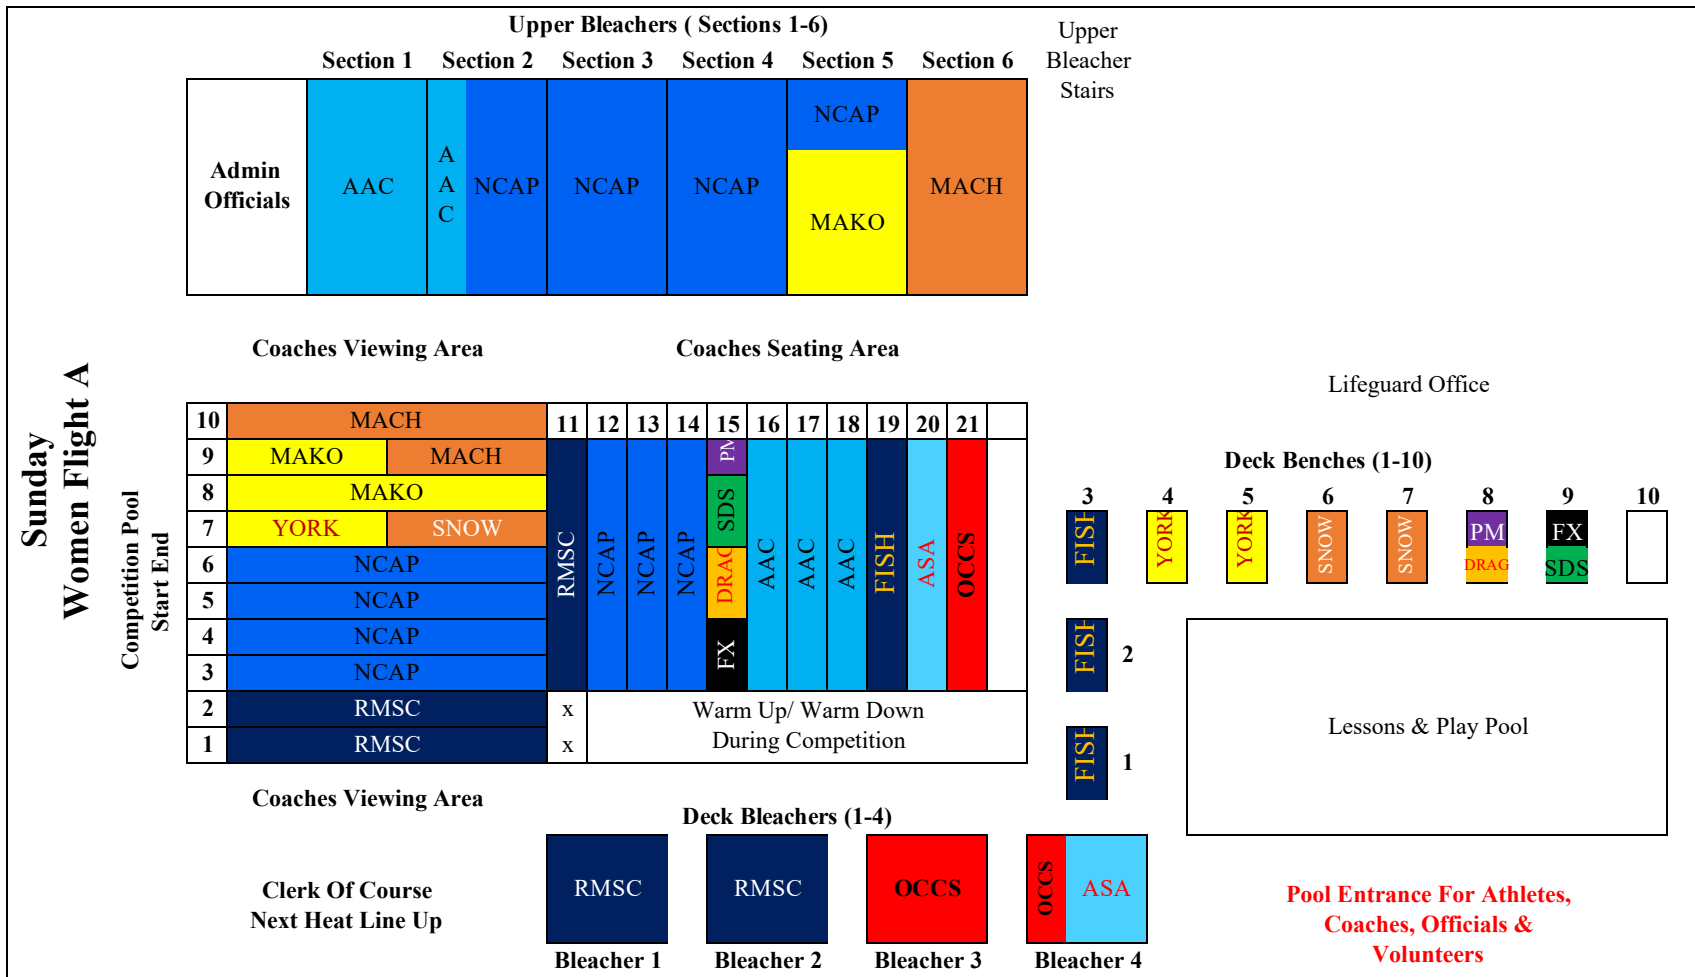 Upper Bleachers ( Sections 1-6)
Upper
Bleacher
Stairs
Section 1 Section 2 Section 3 Section 4 Section 5 Section 6
Admin
Officials
AAC
A
A
C
NCAP
NCAP
NCAP
NCAP
MAKO
MACH
Coaches Viewing Area
Coaches Seating Area
Sunday
Women Flight A
Competition Pool
Start End
10 MACH
9 MAKO MACH
8 MAKO
7 YORK SNOW
6 NCAP
5 NCAP
4 NCAP
3 NCAP
2 RMSC x
1 RMSC x
11 12 13 14 15 16 17 18 19 20 21
RMSC
NCAP
NCAP
NCAP
PM
SDS
DRAG
FX
AAC
AAC
AAC
FISH
ASA
OCCS
Warm Up/ Warm Down
During Competition
Lifeguard Office
Deck Benches (1-10)
3 4 5 6 7 8 9 10
FISH
YORK
YORK
SNOW
SNOW
PM
DRAG
FX
SDS
FISH
2
FISH
1
Lessons & Play Pool
Coaches Viewing Area
Deck Bleachers (1-4)
Clerk Of Course
Next Heat Line Up
RMSC
RMSC
OCCS
OCCS
ASA
Bleacher 1 Bleacher 2 Bleacher 3 Bleacher 4
Pool Entrance For Athletes,
Coaches, Officials &
Volunteers